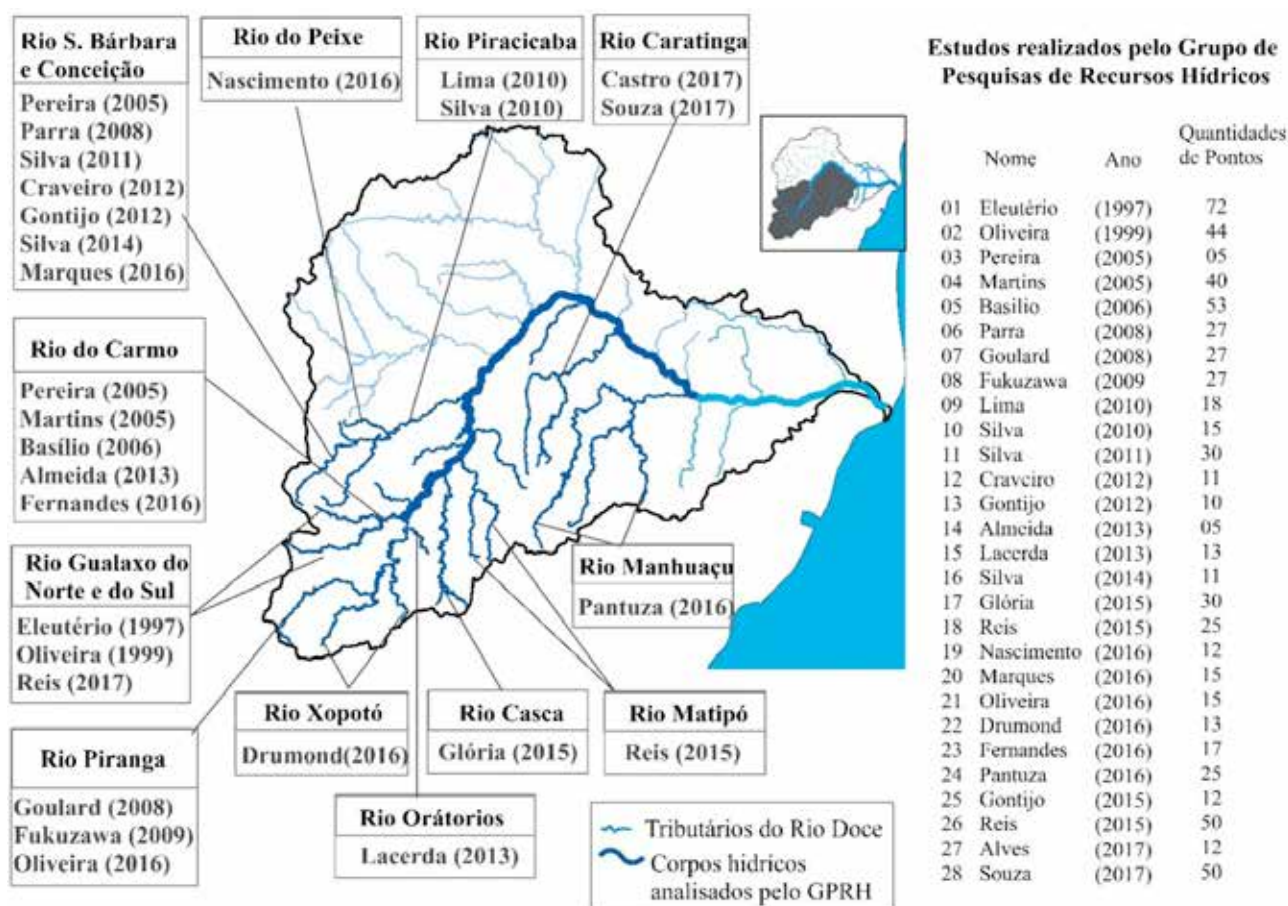 Rio S. Bárbara
e Conceição
Pereira (2005)
Parra (2008)
Silva (2011)
Craveiro (2012)
Gontijo (2012)
Silva (2014)
Marques (2016)
Rio do Peixe
Nascimento (2016)
Rio Piracicaba
Lima (2010)
Silva (2010)
Rio Caratinga
Castro (2017)
Souza (2017)
Rio do Carmo
Pereira (2005)
Martins (2005)
Basílio (2006)
Almeida (2013)
Fernandes (2016)
Rio Gualaxo do
Norte e do Sul
Eleutério (1997)
Oliveira (1999)
Reis (2017)
Rio Piranga
Goulard (2008)
Fukuzawa (2009)
Oliveira (2016)
Rio Xopotó
Drumond(2016)
Rio Casca
Glória (2015)
Rio Matipó
Reis (2015)
Rio Manhuaçu
Pantuza (2016)
Rio Orátorios
Lacerda (2013)
Tributários do Rio Doce
Corpos hídricos
analisados pelo GPRH
Estudos realizados pelo Grupo de
Pesquisas de Recursos Hídricos
Nome Ano Quantidades
de Pontos
01 Eleutério (1997) 72
02 Oliveira (1999) 44
03 Pereira (2005) 05
04 Martins (2005) 40
05 Basílio (2006) 53
06 Parra (2008) 27
07 Goulard (2008) 27
08 Fukuzawa (2009 27
09 Lima (2010) 18
10 Silva (2010) 15
11 Silva (2011) 30
12 Craveiro (2012) 11
13 Gontijo (2012) 10
14 Almeida (2013) 05
15 Lacerda (2013) 13
16 Silva (2014) 11
17 Glória (2015) 30
18 Reis (2015) 25
19 Nascimento (2016) 12
20 Marques (2016) 15
21 Oliveira (2016) 15
22 Drumond (2016) 13
23 Fernandes (2016) 17
24 Pantuza (2016) 25
25 Gontijo (2015) 12
26 Reis (2015) 50
27 Alves (2017) 12
28 Souza (2017) 50